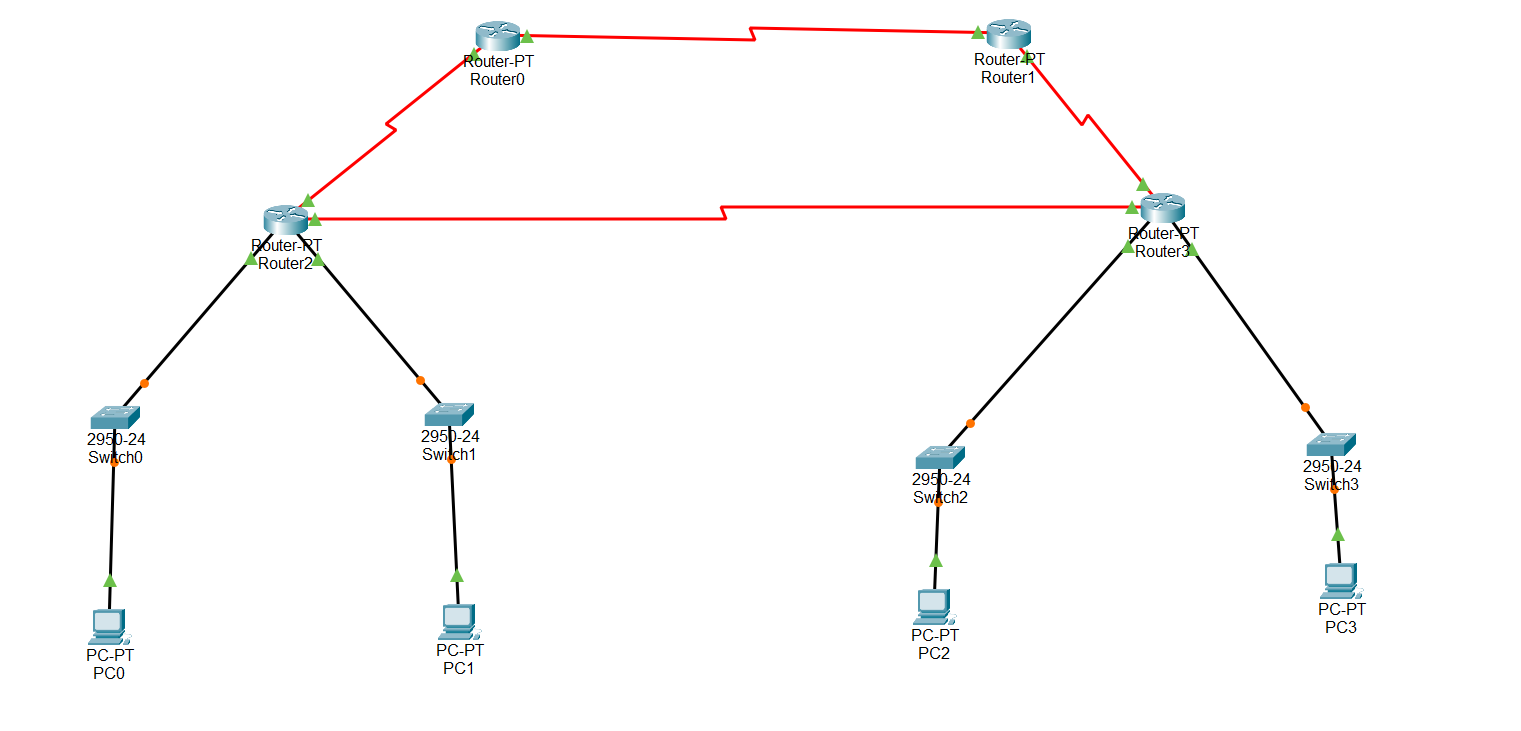 Router-PT
Router0
Router-PT
Router1
Router-PT
Router2
Router-PT
Router3
2950-24
Switch0
2950-24
Switch1
2950-24
Switch2
2950-24
Switch3
PC-PT
PC0
PC-PT
PC1
PC-PT
PC2
PC-PT
PC3